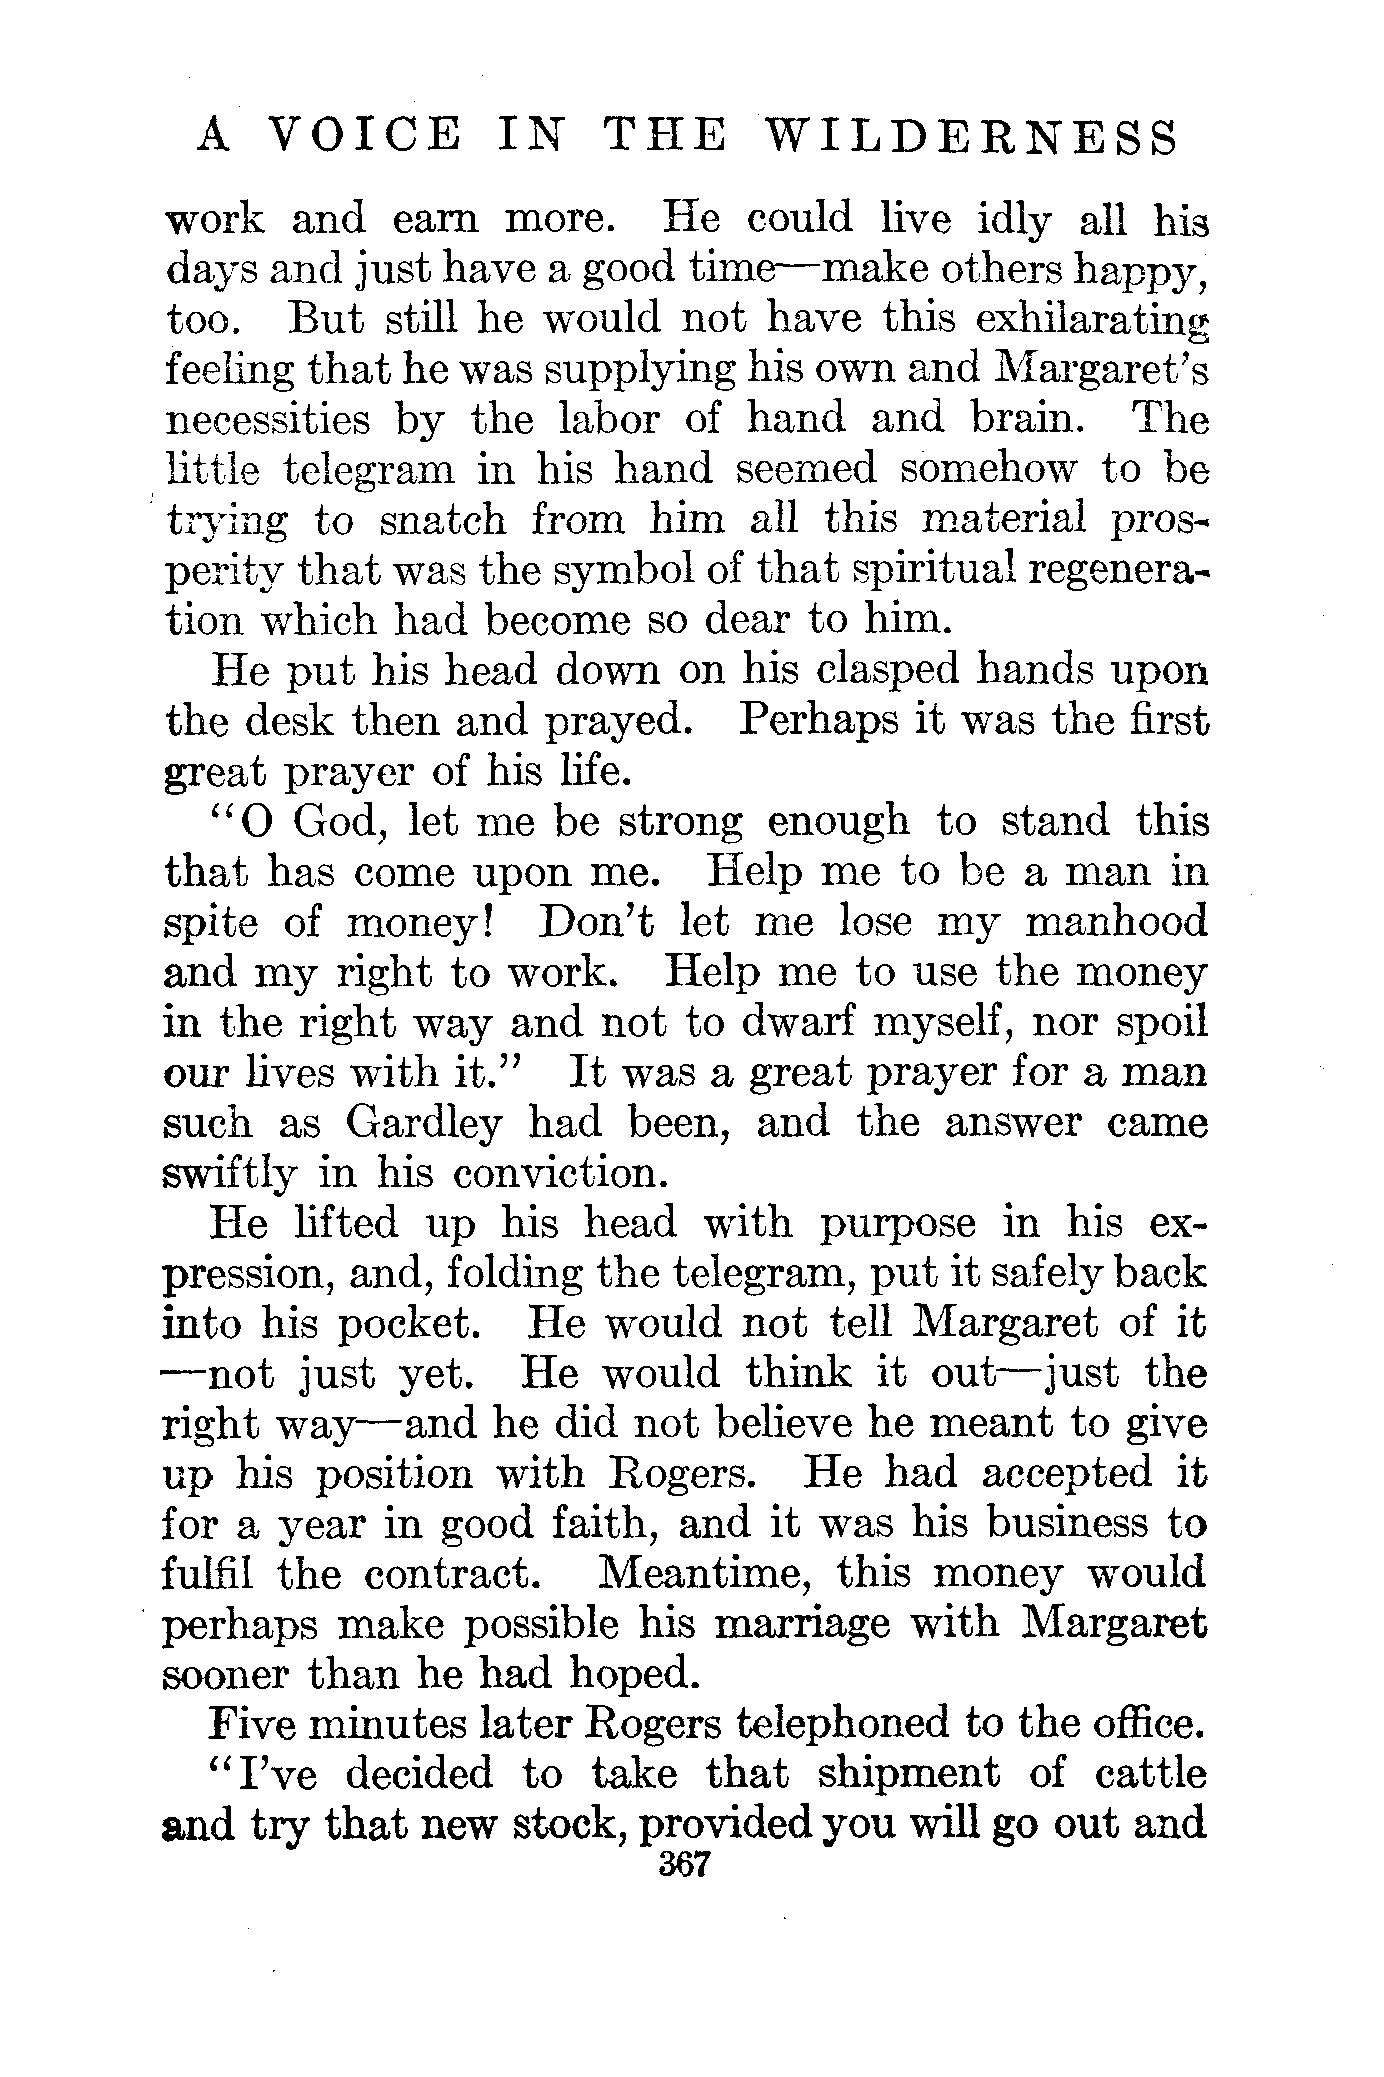 A VOICE IN THE WILDERNESS
work and earn more. He could live idly all his
days and just have a good time—make others happy,
too. But still he would not have this exhilarating
feeling that he was supplying his own and Margaret's
necessities by the labor of hand and brain. The
little telegram in his hand seemed somehow to be
trying to snatch from him all this material pros-
perity that was the symbol of that spiritual regenera-
tion which had become so dear to him.
He put his head down on his clasped hands upon
the desk then and prayed. Perhaps it was the first
great prayer of his life.
"O God, let me be strong enough to stand this
that has come upon me. Help me to be a man in
spite of money! Don't let me lose my manhood
and my right to work. Help me to use the money
in the right way and not to dwarf myself, nor spoil
our lives with it." It was a great prayer for a man
such as Gardley had been, and the answer came
swiftly in his conviction.
He lifted up his head with purpose in his ex-
pression, and, folding the telegram, put it safely back
into his pocket. He would not tell Margaret of it
—not just yet. He would think it out—just the
right way—and he did not believe he meant to give
up his position with Rogers. He had accepted it
for a year in good faith, and it was his business to
fulfil the contract. Meantime, this money would
perhaps make possible his marriage with Margaret
sooner than he had hoped.
Five minutes later Rogers telephoned to the office.
"I've decided to take that shipment of cattle
and try that new stock, provided you will go out and
367